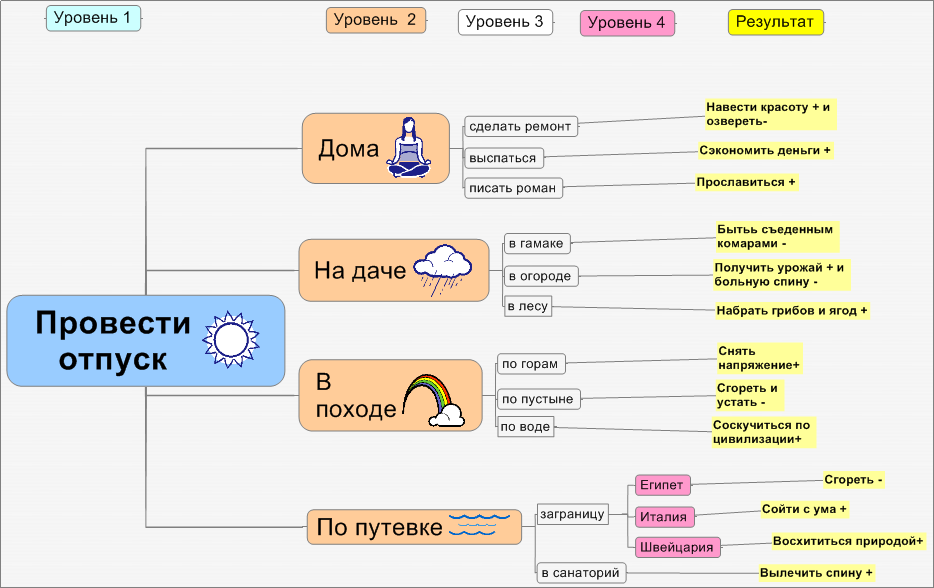 Уровень 1
Уровень 2
Уровень 3
Уровень 4
Результат
Провести
отпуск
Дома
сделать ремонт
Навести красоту + и
озвереть-
выспаться
Сэкономить деньги +
писать роман
Прославиться +
На даче
в гамаке
Бытьь съеденным
комарами -
в огороде
Получить урожай + и
больную спину -
в лесу
Набрать грибов и ягод +
В
походе
по горам
Снять
напряжение+
по пустыне
Сгореть и
устать -
по воде
Соскучиться по
цивилизации+
По путевке
заграницу
Египет
Сгореть -
Италия
Сойти с ума +
Швейцария
Восхититься природой+
в санаторий
Вылечить спину +